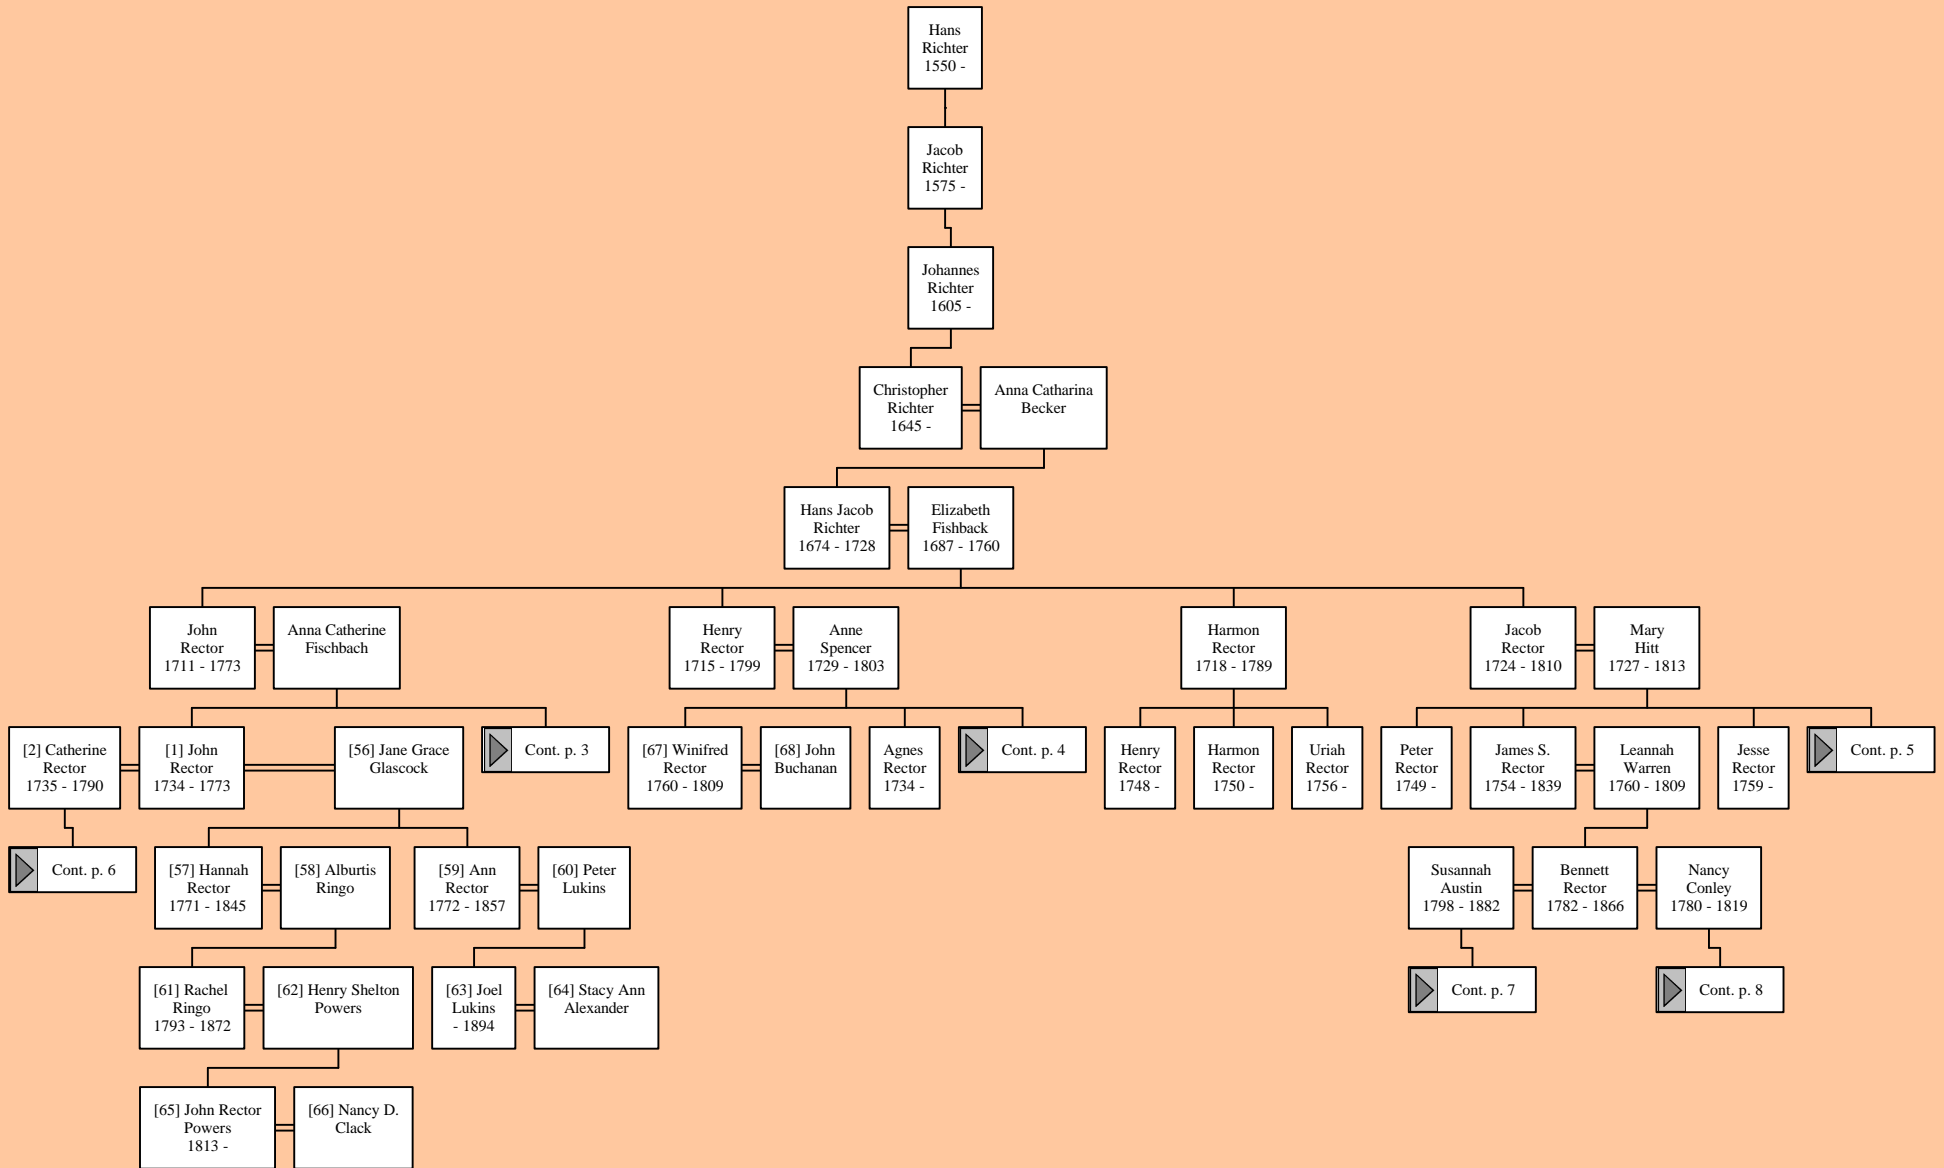 Hans
Richter
1550 -
Jacob
Richter
1575 -
Johannes
Richter
1605 -
Christopher
Richter
1645 -
Anna Catharina
Becker
Hans Jacob
Richter
1674 - 1728
Elizabeth
Fishback
1687 - 1760
John
Rector
1711 - 1773
Anna Catherine
Fischbach
Henry
Rector
1715 - 1799
Anne
Spencer
1729 - 1803
Harmon
Rector
1718 - 1789
Jacob
Rector
1724 - 1810
Mary
Hitt
1727 - 1813
[2] Catherine
Rector
1735 - 1790
[1] John
Rector
1734 - 1773
[56] Jane Grace
Glascock
Cont. p. 3
[67] Winifred
Rector
1760 - 1809
[68] John
Buchanan
Agnes
Rector
1734 -
Cont. p. 4
Henry
Rector
1748 -
Harmon
Rector
1750 -
Uriah
Rector
1756 -
Peter
Rector
1749 -
James S.
Rector
1754 - 1839
Leannah
Warren
1760 - 1809
Jesse
Rector
1759 -
Cont. p. 5
Cont. p. 6
[57] Hannah
Rector
1771 - 1845
[58] Alburtis
Ringo
[59] Ann
Rector
1772 - 1857
[60] Peter
Lukins
Susannah
Austin
1798 - 1882
Bennett
Rector
1782 - 1866
Nancy
Conley
1780 - 1819
[61] Rachel
Ringo
1793 - 1872
[62] Henry Shelton
Powers
[63] Joel
Lukins
- 1894
[64] Stacy Ann
Alexander
Cont. p. 7
Cont. p. 8
[65] John Rector
Powers
1813 -
[66] Nancy D.
Clack